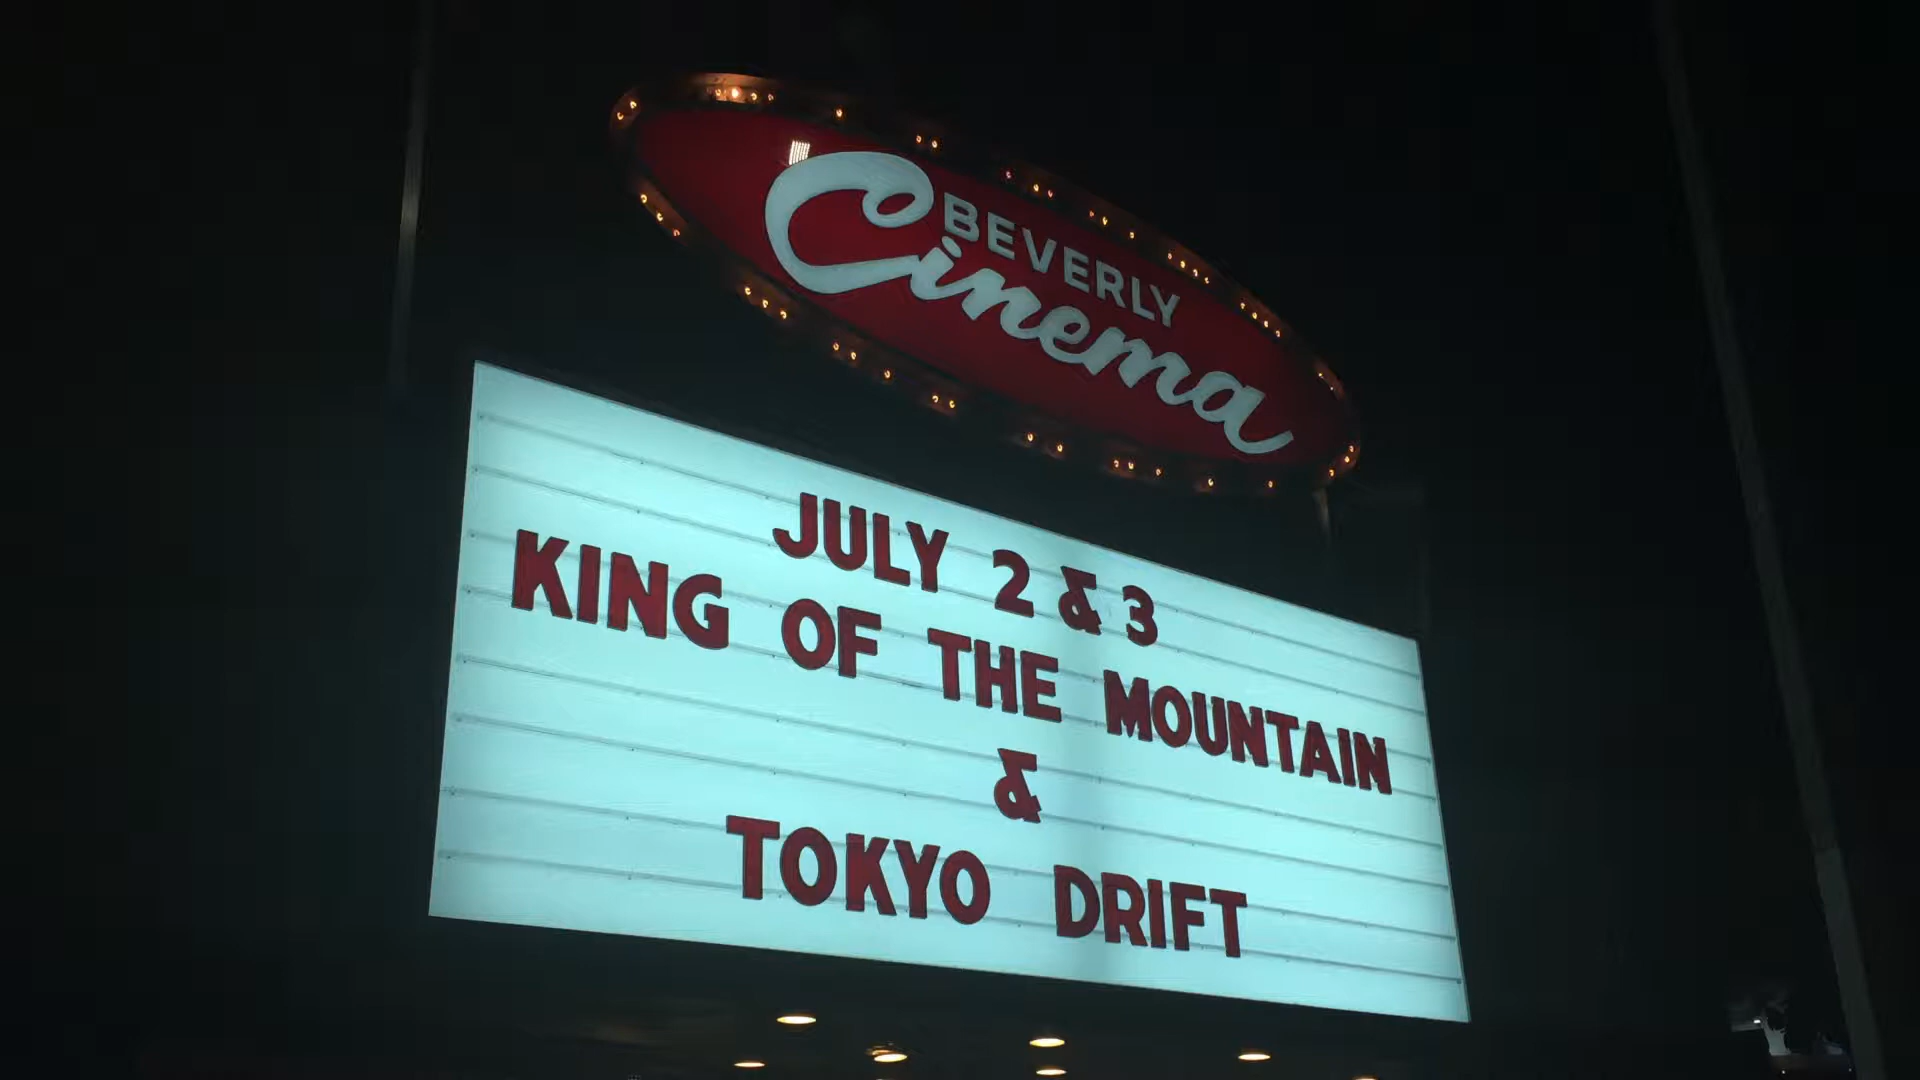 BEVERLY
Cinema
JULY 2 & 3
KING OF THE MOUNTAIN
&
TOKYO DRIFT